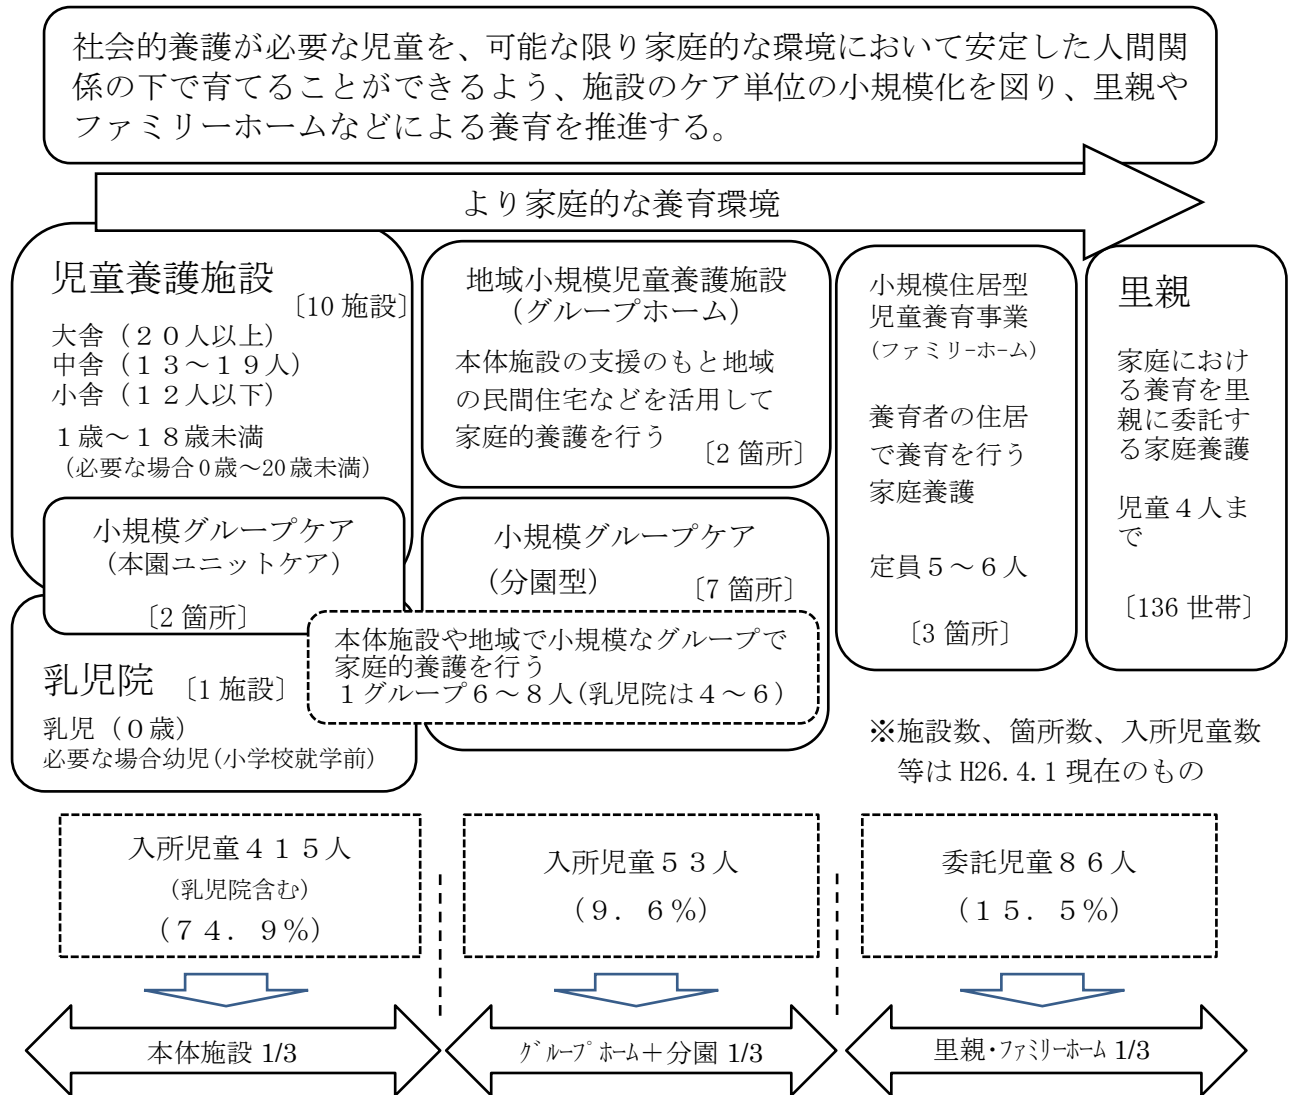 社会的養護が必要な児童を、可能な限り家庭的な環境において安定した人間関
係の下で育てることができるよう、施設のケア単位の小規模化を図り、里親や
ファミリーホームなどによる養育を推進する。
より家庭的な養育環境
児童養護施設
〔10 施設〕
大舎（２０人以上）
中舎（１３～１９人）
小舎（１２人以下）
１歳～１８歳未満
（必要な場合0歳～20歳未満）
小規模グループケア
（本園ユニットケア）
〔2 箇所〕
乳児院 〔1 施設〕
乳児（０歳）
必要な場合幼児(小学校就学前)
地域小規模児童養護施設
（グループホーム）
本体施設の支援のもと地域
の民間住宅などを活用して
家庭的養護を行う
〔2 箇所〕
小規模グループケア
（分園型）
〔7 箇所〕
本体施設や地域で小規模なグループで
家庭的養護を行う
１グループ６～８人(乳児院は４～６)
小規模住居型
児童養育事業
(ファミリーホーム)
養育者の住居
で養育を行う
家庭養護
定員５～６人
〔3 箇所〕
里親
家庭におけ
る養育を里
親に委託す
る家庭養護
児童４人ま
で
〔136 世帯〕
※施設数、箇所数、入所児童数
等は H26.4.1 現在のもの
入所児童４１５人
(乳児院含む)
（７４．９%）
入所児童５３人
（９．６%）
委託児童８６人
（１５．５%）
本体施設 1/3
ｸﾞﾙｰﾌﾟﾎｰﾑ＋分園 1/3
里親・ﾌｧﾐﾘｰﾎｰﾑ 1/3